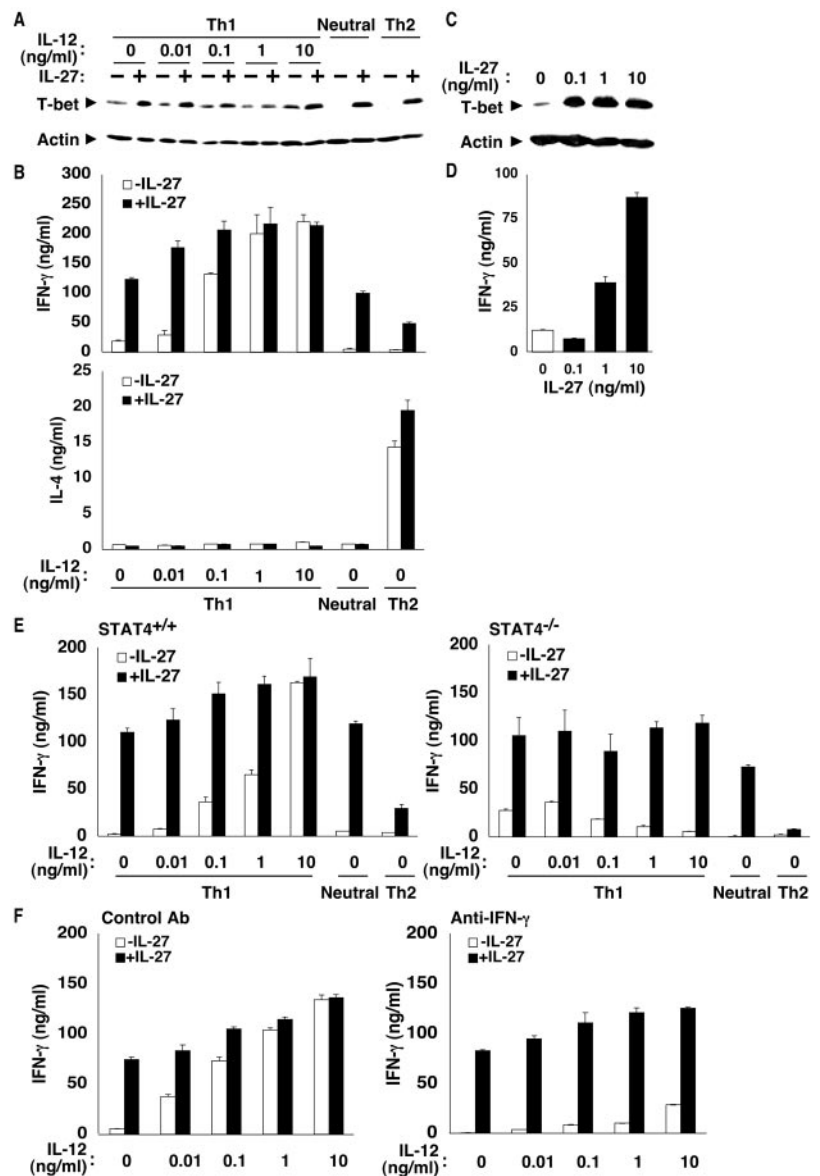 A
Th1 Neutral Th2
IL-12 (ng/ml) : 0 0.01 0.1 1 10
IL-27: − + − + − + − + − + − + − +
T-bet ►
Actin ►
C
IL-27 (ng/ml) : 0 0.1 1 10
T-bet ►
Actin ►
B
□-IL-27
■+IL-27
IFN-γ (ng/ml)
300
250
200
150
100
50
0
□-IL-27
■+IL-27
IL-4 (ng/ml)
25
20
15
10
5
0
IL-12 (ng/ml) : 0 0.01 0.1 1 10 0 0
Th1 Neutral Th2
D
IFN-γ (ng/ml)
100
75
50
25
0
0 0.1 1 10
IL-27 (ng/ml)
E
STAT4+/+
□-IL-27
■+IL-27
IFN-γ (ng/ml)
200
150
100
50
0
IL-12 (ng/ml) : 0 0.01 0.1 1 10 0 0
Th1 Neutral Th2
STAT4-/-
□-IL-27
■+IL-27
IFN-γ (ng/ml)
200
150
100
50
0
IL-12 (ng/ml) : 0 0.01 0.1 1 10 0 0
Th1 Neutral Th2
F
Control Ab
□-IL-27
■+IL-27
IFN-γ (ng/ml)
200
150
100
50
0
IL-12 (ng/ml) : 0 0.01 0.1 1 10
Anti-IFN-γ
□-IL-27
■+IL-27
IFN-γ (ng/ml)
200
150
100
50
0
IL-12 (ng/ml) : 0 0.01 0.1 1 10